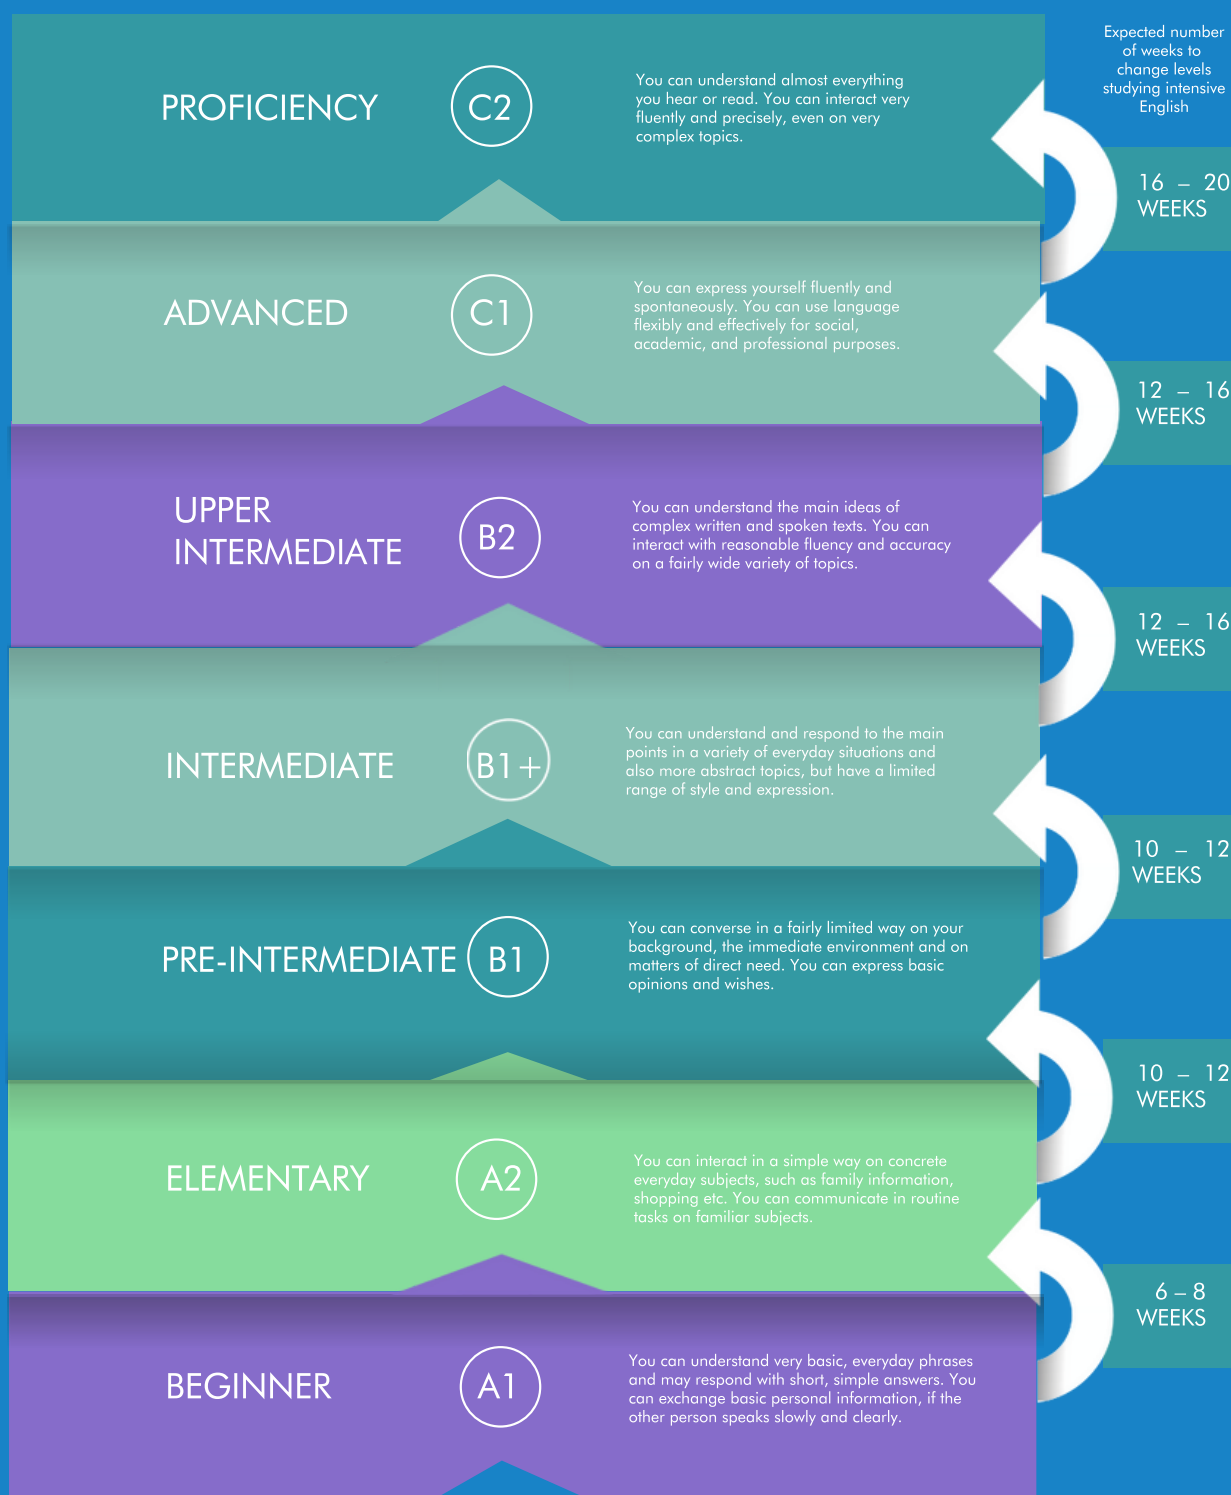 Expected number
of weeks to
change levels
studying intensive
English
PROFICIENCY
C2
You can understand almost everything
you hear or read. You can interact very
fluently and precisely, even on very
complex topics.
16 – 20
WEEKS
ADVANCED
C1
You can express yourself fluently and
spontaneously. You can use language
flexibly and effectively for social,
academic, and professional purposes.
12 – 16
WEEKS
UPPER
INTERMEDIATE
B2
You can understand the main ideas of
complex written and spoken texts. You can
interact with reasonable fluency and accuracy
on a fairly wide variety of topics.
12 – 16
WEEKS
INTERMEDIATE
B1+
You can understand and respond to the main
points in a variety of everyday situations and
also more abstract topics, but have a limited
range of style and expression.
10 – 12
WEEKS
PRE-INTERMEDIATE
B1
You can converse in a fairly limited way on your
background, the immediate environment and on
matters of direct need. You can express basic
opinions and wishes.
10 – 12
WEEKS
ELEMENTARY
A2
You can interact in a simple way on concrete
everyday subjects, such as family information,
shopping etc. You can communicate in routine
tasks on familiar subjects.
6 – 8
WEEKS
BEGINNER
A1
You can understand very basic, everyday phrases
and may respond with short, simple answers. You
can exchange basic personal information, if the
other person speaks slowly and clearly.